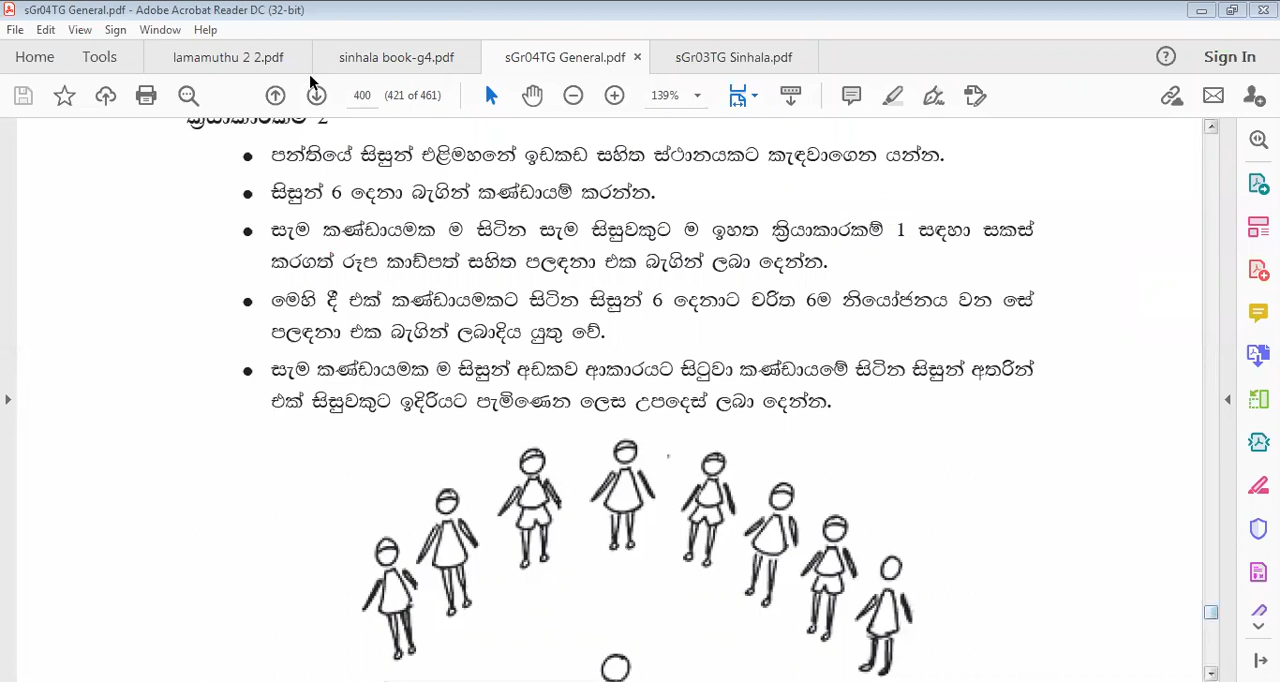 sGr04TG General.pdf - Adobe Acrobat Reader DC (32-bit)
File Edit View Sign Window Help
Home Tools lamamuthu 2 2.pdf sinhala book-g4.pdf sGr04TG General.pdf × sGr03TG Sinhala.pdf Sign In
400 (421 of 461) 139%
ක්‍රියාකාරකම් 2
• පන්තියේ සිසුන් එළිමහනේ ඉඩකඩ සහිත ස්ථානයකට කැඳවාගෙන යන්න.
• සිසුන් 6 දෙනා බැගින් කණ්ඩායම් කරන්න.
• සැම කණ්ඩායමක ම සිටින සැම සිසුවකුට ම ඉහත ක්‍රියාකාරකම් 1 සඳහා සකස්
කරගත් රූප කාඩ්පත් සහිත පලඳනා එක බැගින් ලබා දෙන්න.
• මෙහි දී එක් කණ්ඩායමකට සිටින සිසුන් 6 දෙනාට චරිත 6ම නියෝජනය වන සේ
පලඳනා එක බැගින් ලබාදිය යුතු වේ.
• සැම කණ්ඩායමක ම සිසුන් අඩකව ආකාරයට සිටුවා කණ්ඩායමේ සිටින සිසුන් අතරින්
එක් සිසුවකුට ඉදිරියට පැමිණෙන ලෙස උපදෙස් ලබා දෙන්න.